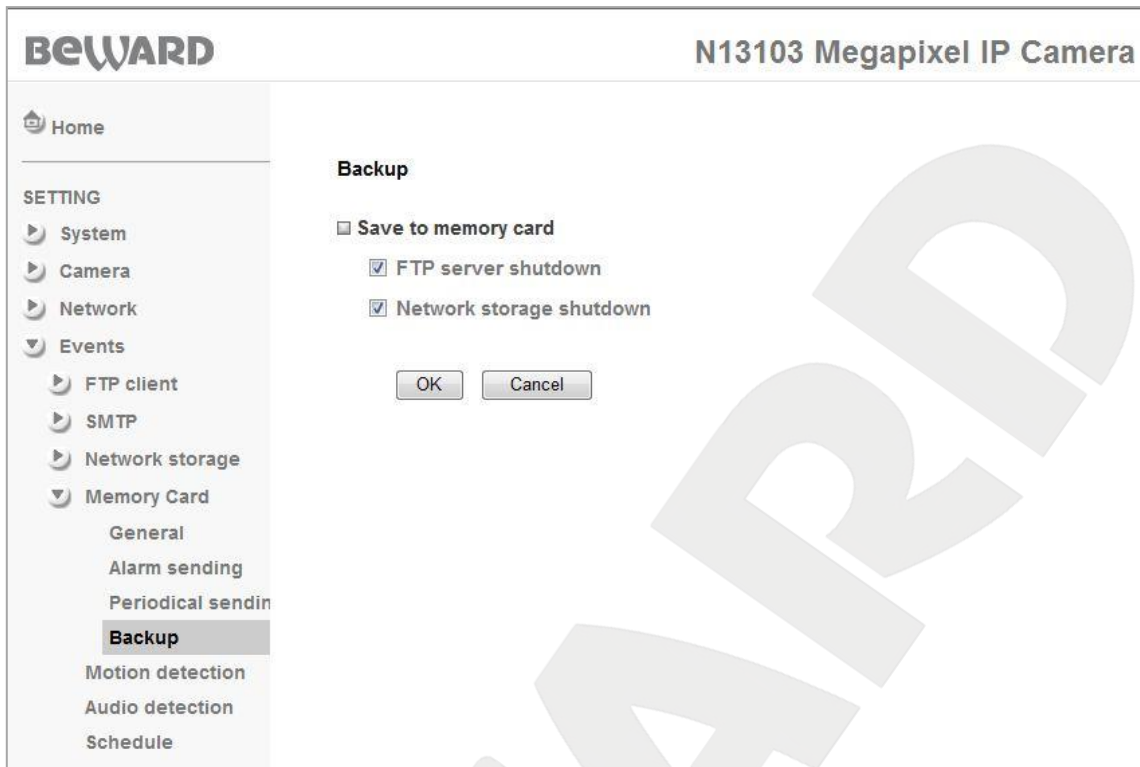 BEWARD
N13103 Megapixel IP Camera
Home
SETTING
System
Camera
Network
Events
FTP client
SMTP
Network storage
Memory Card
General
Alarm sending
Periodical sendin
Backup
Motion detection
Audio detection
Schedule
Backup
Save to memory card
FTP server shutdown
Network storage shutdown
OK Cancel
ARD